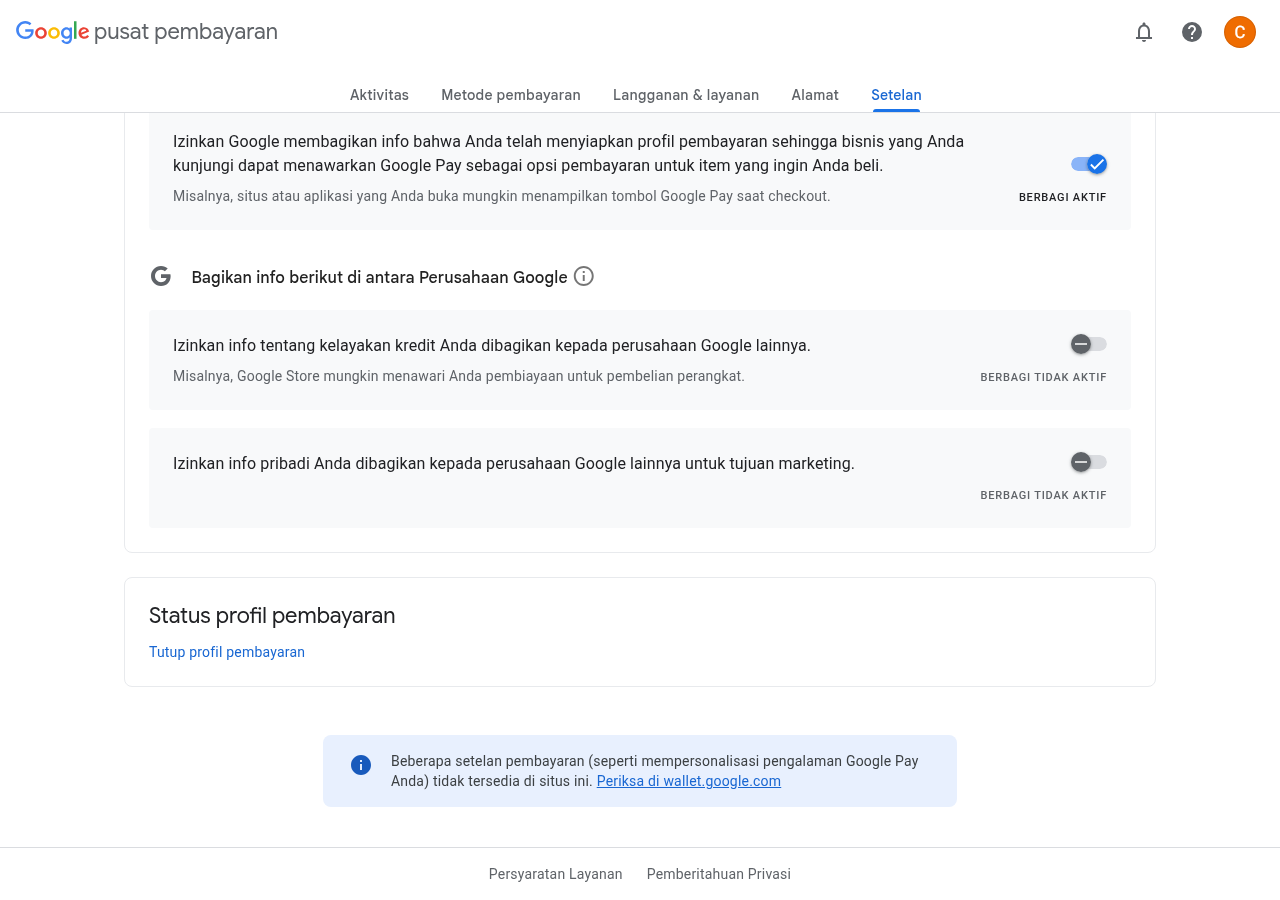 Google pusat pembayaran
C
Aktivitas
Metode pembayaran
Langganan & layanan
Alamat
Setelan
Izinkan Google membagikan info bahwa Anda telah menyiapkan profil pembayaran sehingga bisnis yang Anda
kunjungi dapat menawarkan Google Pay sebagai opsi pembayaran untuk item yang ingin Anda beli.
Misalnya, situs atau aplikasi yang Anda buka mungkin menampilkan tombol Google Pay saat checkout.
BERBAGI AKTIF
G
Bagikan info berikut di antara Perusahaan Google
Izinkan info tentang kelayakan kredit Anda dibagikan kepada perusahaan Google lainnya.
Misalnya, Google Store mungkin menawari Anda pembiayaan untuk pembelian perangkat.
BERBAGI TIDAK AKTIF
Izinkan info pribadi Anda dibagikan kepada perusahaan Google lainnya untuk tujuan marketing.
BERBAGI TIDAK AKTIF
Status profil pembayaran
Tutup profil pembayaran
Beberapa setelan pembayaran (seperti mempersonalisasi pengalaman Google Pay
Anda) tidak tersedia di situs ini. Periksa di wallet.google.com
Persyaratan Layanan
Pemberitahuan Privasi